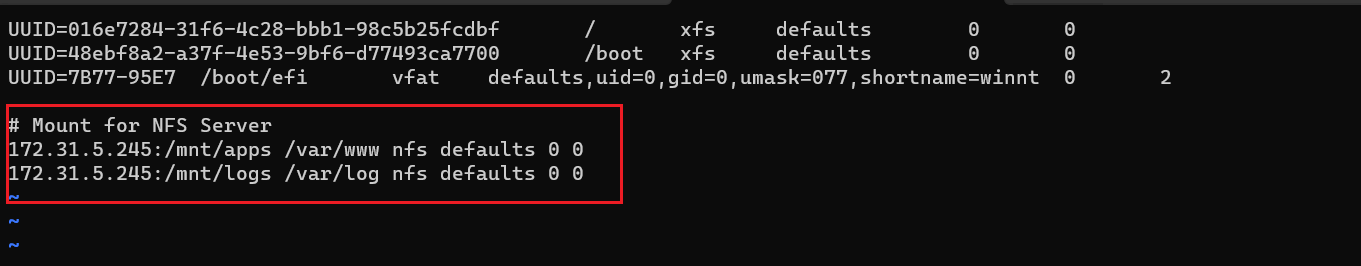 UUID=016e7284-31f6-4c28-bbb1-98c5b25fcdbf / xfs defaults 0 0
UUID=48ebf8a2-a37f-4e53-9bf6-d77493ca7700 /boot xfs defaults 0 0
UUID=7B77-95E7 /boot/efi vfat defaults,uid=0,gid=0,umask=077,shortname=winnt 0 2
# Mount for NFS Server
172.31.5.245:/mnt/apps /var/www nfs defaults 0 0
172.31.5.245:/mnt/logs /var/log nfs defaults 0 0
~
~
~